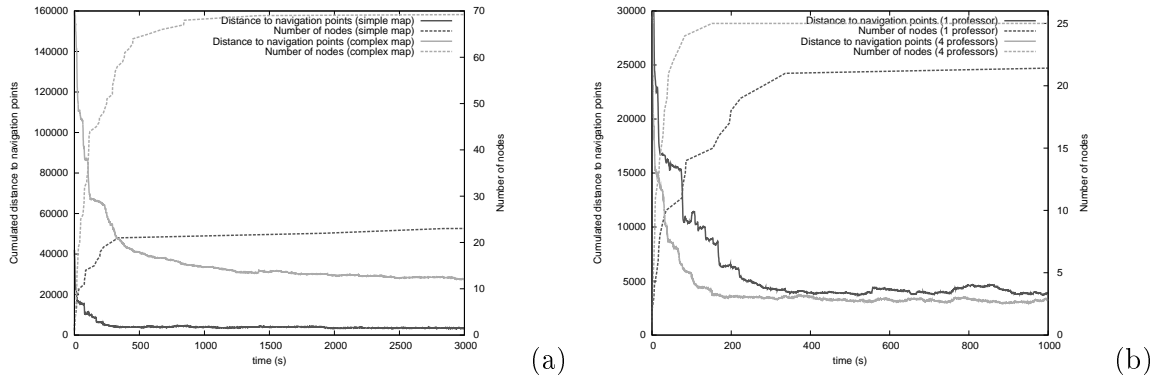 160000
140000
120000
100000
80000
60000
40000
20000
0
Cumulated distance to navigation points
Distance to navigation points (simple map)
Number of nodes (simple map)
Distance to navigation points (complex map)
Number of nodes (complex map)
70
60
50
40
30
20
10
0
Number of nodes
0 500 1000 1500 2000 2500 3000
time (s)
(a)
30000
25000
20000
15000
10000
5000
0
Cumulated distance to navigation points
Distance to navigation points (1 professor)
Number of nodes (1 professor)
Distance to navigation points (4 professors)
Number of nodes (4 professors)
25
20
15
10
5
0
Number of nodes
0 200 400 600 800 1000
time (s)
(b)